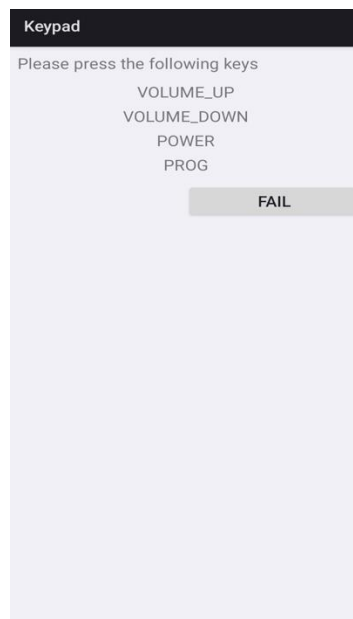 Keypad
Please press the following keys
VOLUME_UP
VOLUME_DOWN
POWER
PROG
FAIL